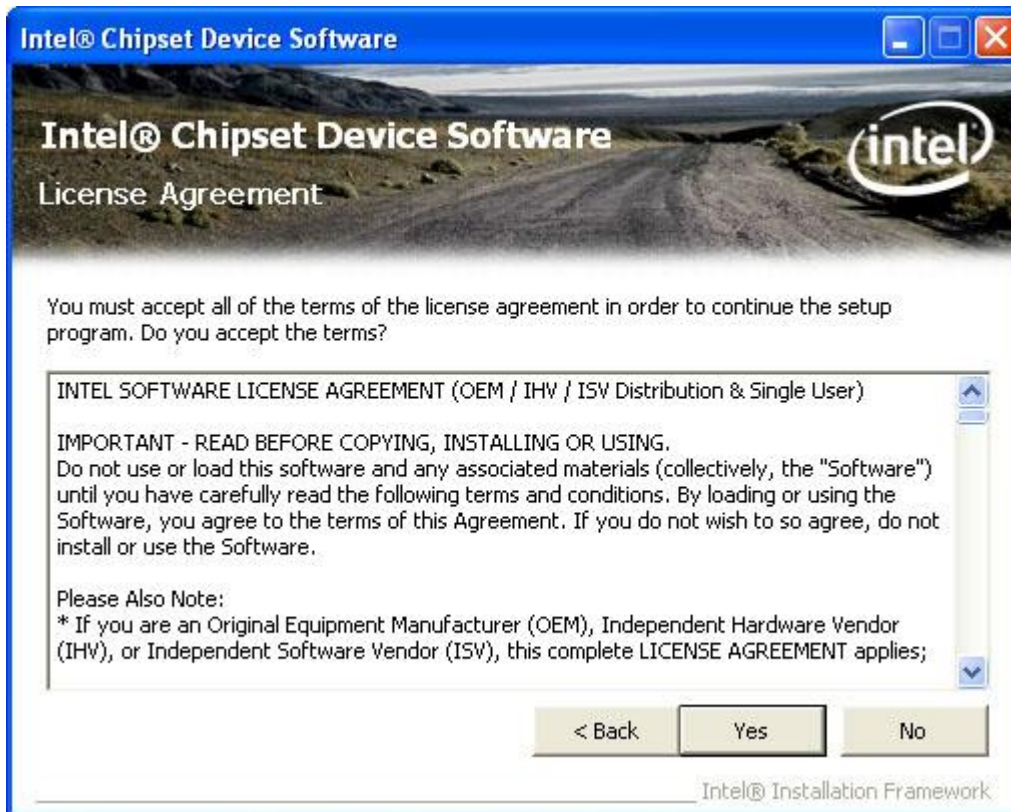 Intel® Chipset Device Software
Intel® Chipset Device Software
intel
License Agreement
You must accept all of the terms of the license agreement in order to continue the setup
program. Do you accept the terms?
INTEL SOFTWARE LICENSE AGREEMENT (OEM / IHV / ISV Distribution & Single User)
IMPORTANT - READ BEFORE COPYING, INSTALLING OR USING.
Do not use or load this software and any associated materials (collectively, the "Software")
until you have carefully read the following terms and conditions. By loading or using the
Software, you agree to the terms of this Agreement. If you do not wish to so agree, do not
install or use the Software.
Please Also Note:
* If you are an Original Equipment Manufacturer (OEM), Independent Hardware Vendor
(IHV), or Independent Software Vendor (ISV), this complete LICENSE AGREEMENT applies;
< Back
Yes
No
Intel® Installation Framework